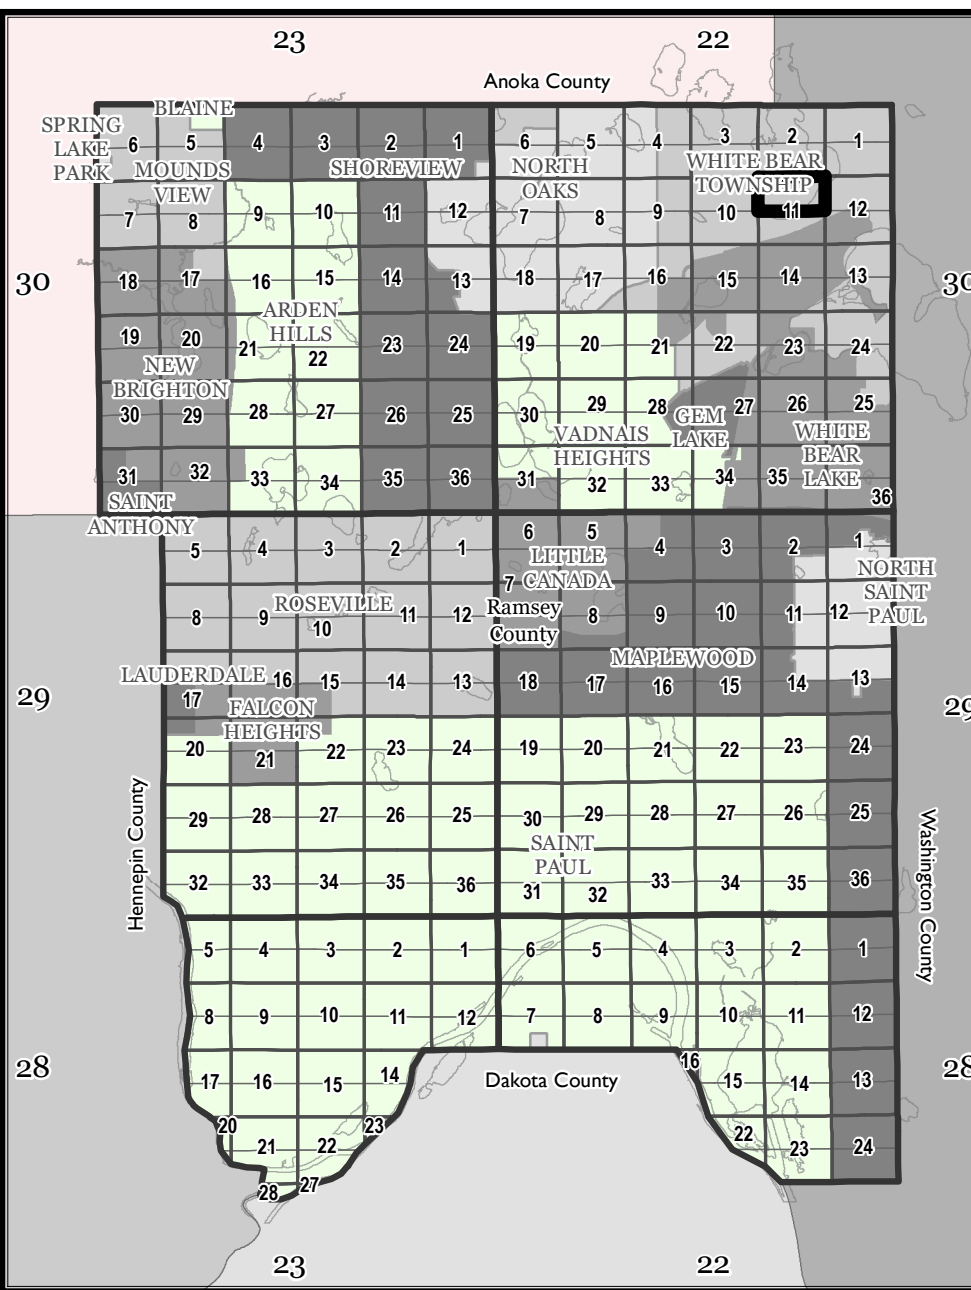 23 22
Anoka County
BLAINE
SPRING
LAKE
PARK
6 5 4 3 2 1 6 5 4 3 2 1
MOUNDS
VIEW
SHOREVIEW
NORTH
OAKS
WHITE BEAR
TOWNSHIP
7 8 9 10 11 12 7 8 9 10 11 12
30 30
18 17 16 15 14 13 18 17 16 15 14 13
ARDEN
HILLS
19 20 21 22 23 24 19 20 21 22 23 24
NEW
BRIGHTON
30 29 28 27 26 25 30 29 28 27 26 25
GEM
LAKE
VADNAIS
HEIGHTS
WHITE
BEAR
LAKE
31 32 33 34 35 36 31 32 33 34 35 36
SAINT
ANTHONY
5 4 3 2 1 6 5 4 3 2 1
LITTLE
CANADA
NORTH
SAINT
PAUL
8 9 10 11 12 7 8 9 10 11 12
ROSEVILLE
Ramsey
County
MAPLEWOOD
LAUDERDALE
17 16 15 14 13 18 17 16 15 14 13
29 29
FALCON
HEIGHTS
20 21 22 23 24 19 20 21 22 23 24
29 28 27 26 25 30 29 28 27 26 25
Hennepin County
Washington County
SAINT
PAUL
32 33 34 35 36 31 32 33 34 35 36
5 4 3 2 1 6 5 4 3 2 1
8 9 10 11 12 7 8 9 10 11 12
28 28
17 16 15 14 16 15 14 13
Dakota County
20 21 22 23 22 23 24
28 27
23 22